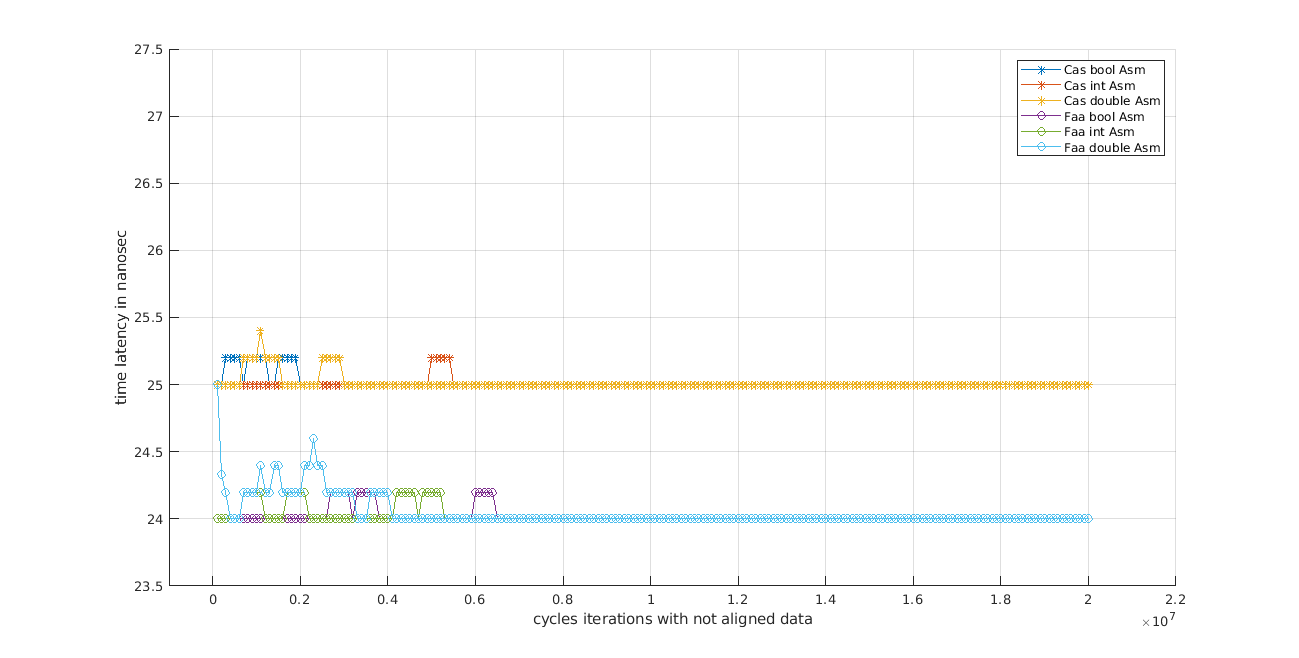 27.5
27
26.5
26
25.5
25
24.5
24
23.5
time latency in nanosec
Cas bool Asm
Cas int Asm
Cas double Asm
Faa bool Asm
Faa int Asm
Faa double Asm
0 0.2 0.4 0.6 0.8 1 1.2 1.4 1.6 1.8 2 2.2
×10⁷
cycles iterations with not aligned data